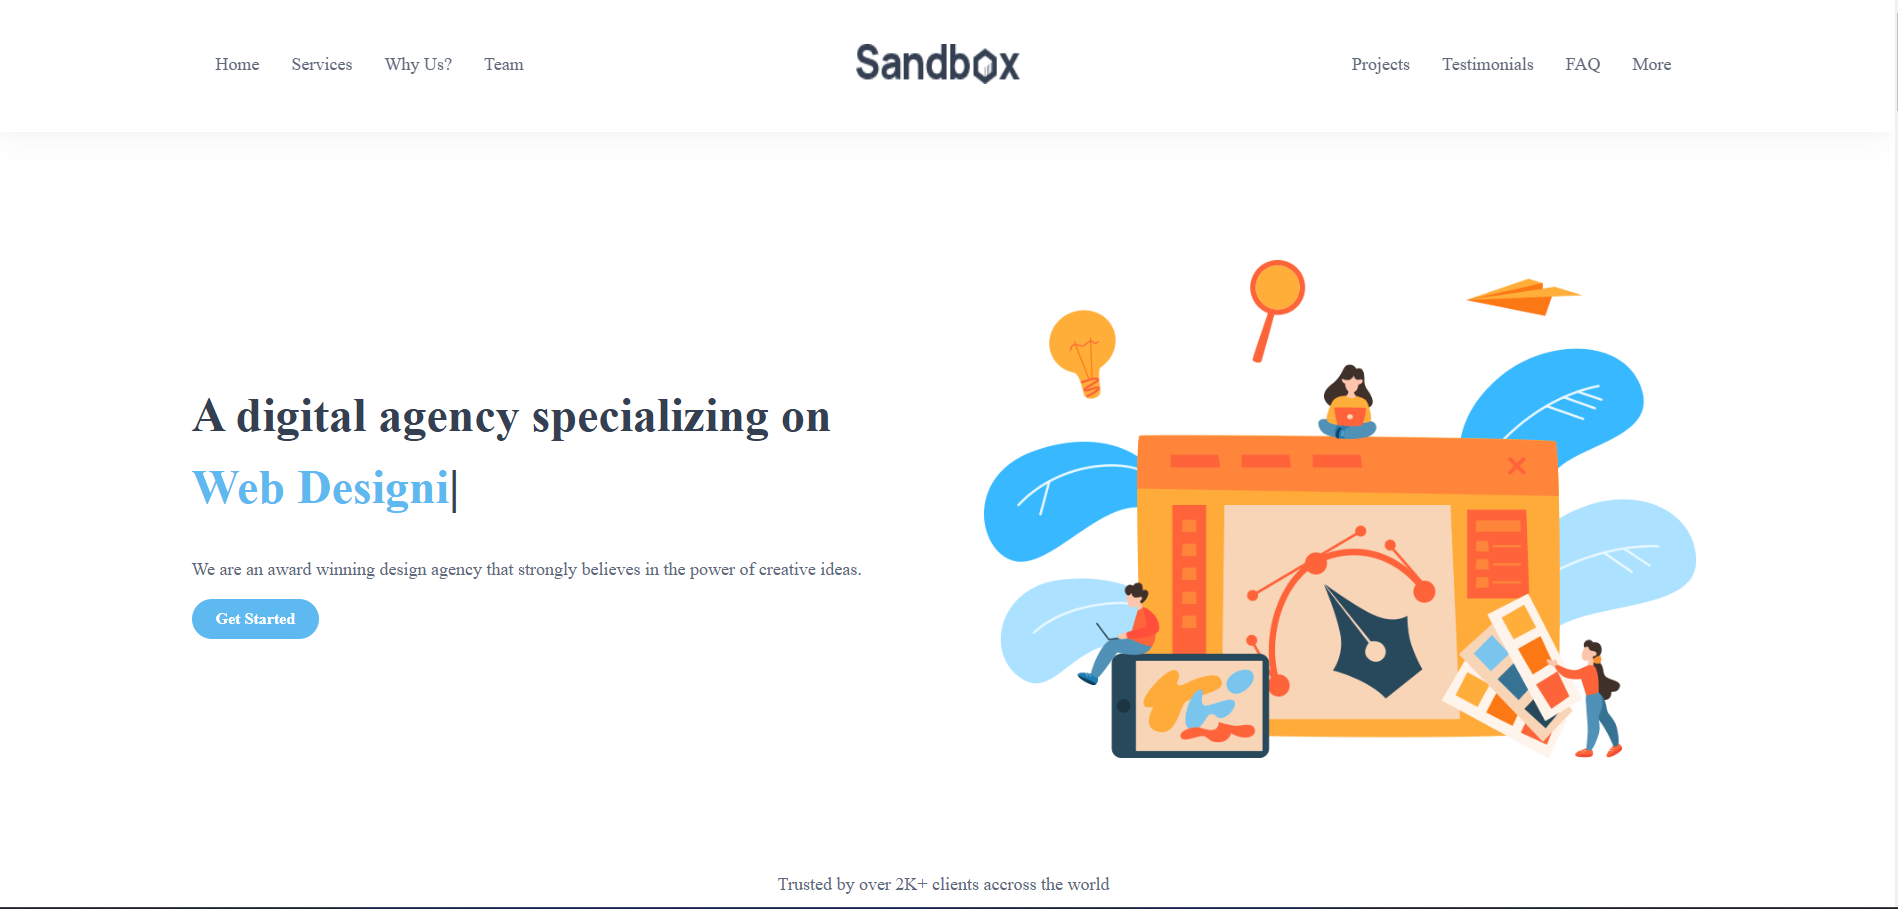 Home Services Why Us? Team Sandbox Projects Testimonials FAQ More
A digital agency specializing on
Web Designi|
We are an award winning design agency that strongly believes in the power of creative ideas.
Get Started
Trusted by over 2K+ clients accross the world